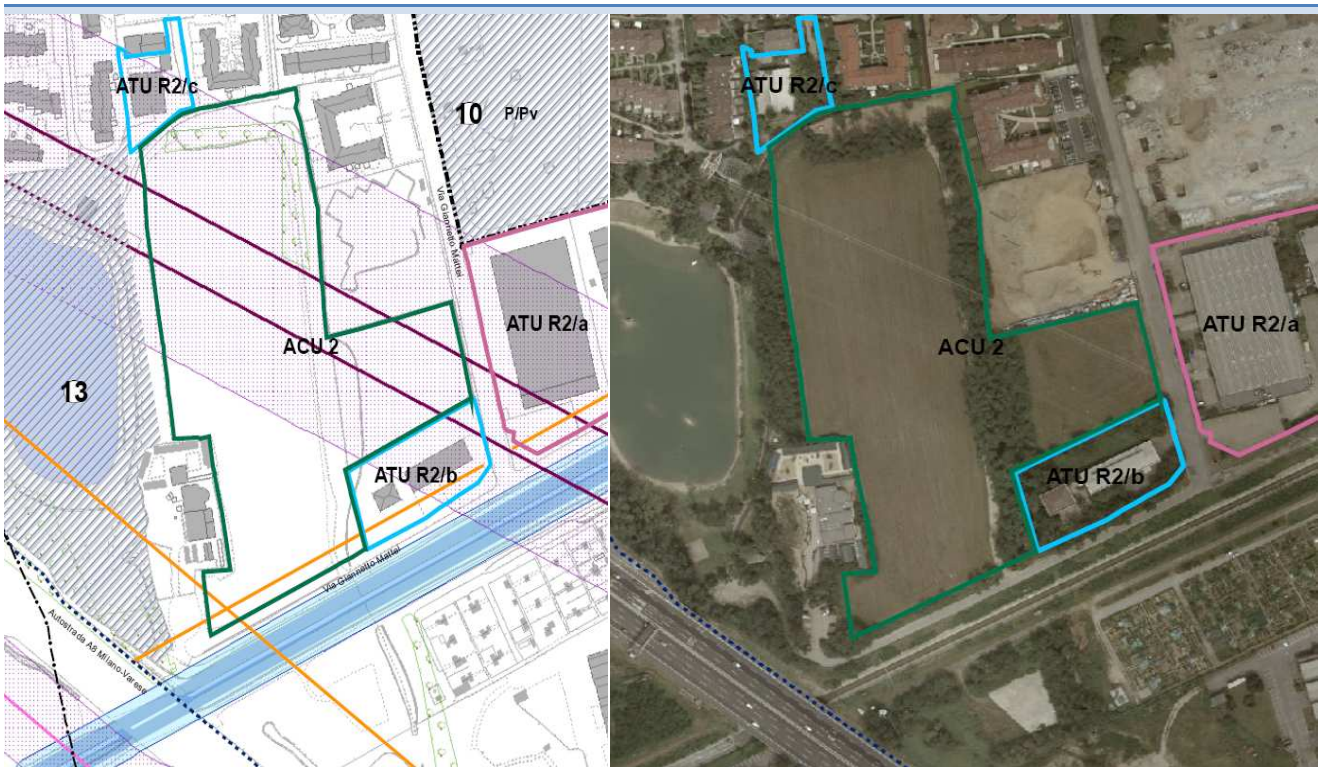 ATU R2/c
10 P/Pv
Via Giannetto Mattei
ATU R2/a
ACU 2
13
ATU R2/b
Via Giannetto Mattei
Autostrada A8 Milano-Varese
ATU R2/c
ATU R2/a
ACU 2
ATU R2/b